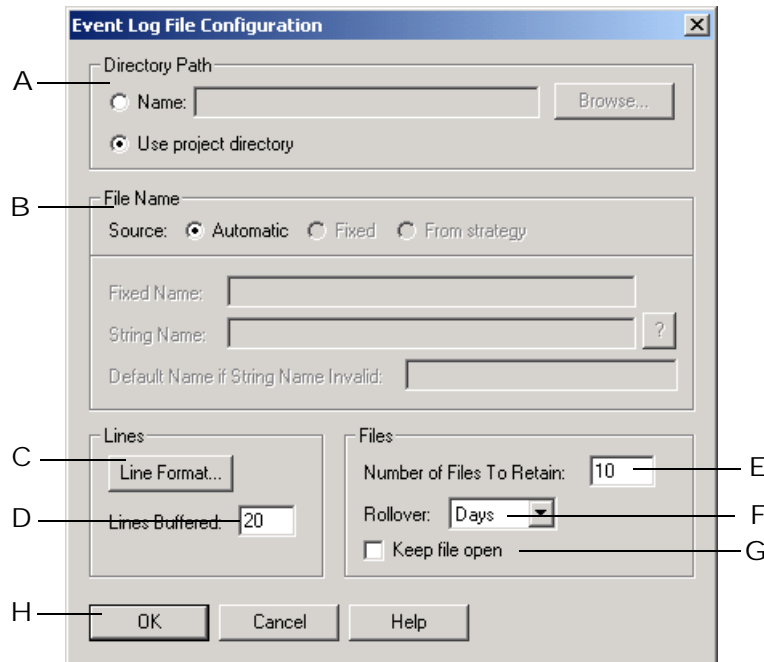 Event Log File Configuration
A
Directory Path
Name:
Browse...
Use project directory
B
File Name
Source: Automatic Fixed From strategy
Fixed Name:
String Name:
?
Default Name if String Name Invalid:
Lines
Files
C
Line Format...
Number of Files To Retain: 10
E
D
Lines Buffered: 20
Rollover: Days
F
Keep file open
G
H
OK Cancel Help